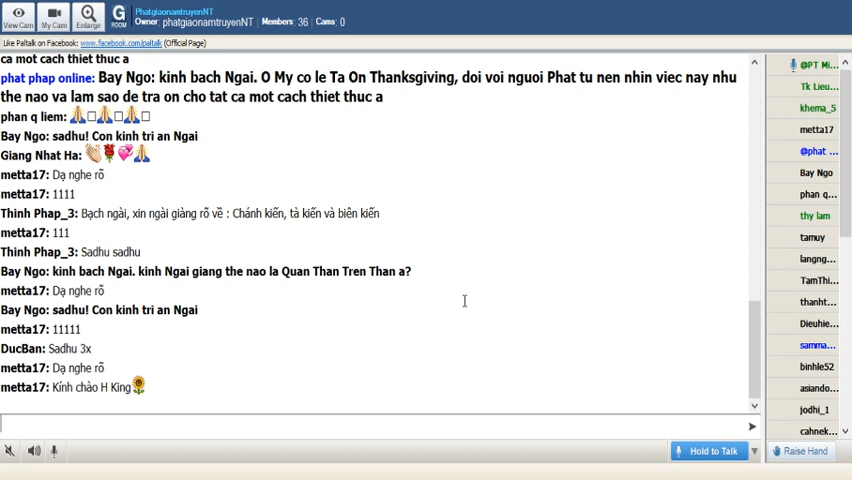 Phatgiaonamtruyen NT
Owner: phatgiaonamtruyenNT Members: 36 Cams: 0
View Cam My Cam Enlarge G ROOM
Like Paltalk on Facebook: www.facebook.com/paltalk (Official Page)
ca mot cach thiet thuc a
phat phap online: Bay Ngo: kinh bach Ngai. O My co le Ta On Thanksgiving, doi voi nguoi Phat tu nen nhin viec nay nhu
the nao va lam sao de tra on cho tat ca mot cach thiet thuc a
phan q liem: 🙏□🙏□🙏□
Bay Ngo: sadhu! Con kinh tri an Ngai
Giang Nhat Ha: 👏🌹💞🙏
metta17: Dạ nghe rõ
metta17: 1111
Thinh Phap_3: Bạch ngài, xin ngài giàng rõ về : Chánh kiến, tà kiến và biên kiến
metta17: 111
Thinh Phap_3: Sadhu sadhu
Bay Ngo: kinh bach Ngai. kinh Ngai giang the nao la Quan Than Tren Than a?
metta17: Dạ nghe rõ
Bay Ngo: sadhu! Con kinh tri an Ngai
metta17: 11111
DucBan: Sadhu 3x
metta17: Dạ nghe rõ
metta17: Kính chào H King🌻
@PT Mi...
Tk Lieu...
khema_5
metta17
@phat ...
Bay Ngo
phan q...
thy lam
tamuy
langng...
TamThi...
thanht...
Dieuhie...
samma...
binhle52
asiando...
jodhi_1
cahnek...
Hold to Talk
Raise Hand